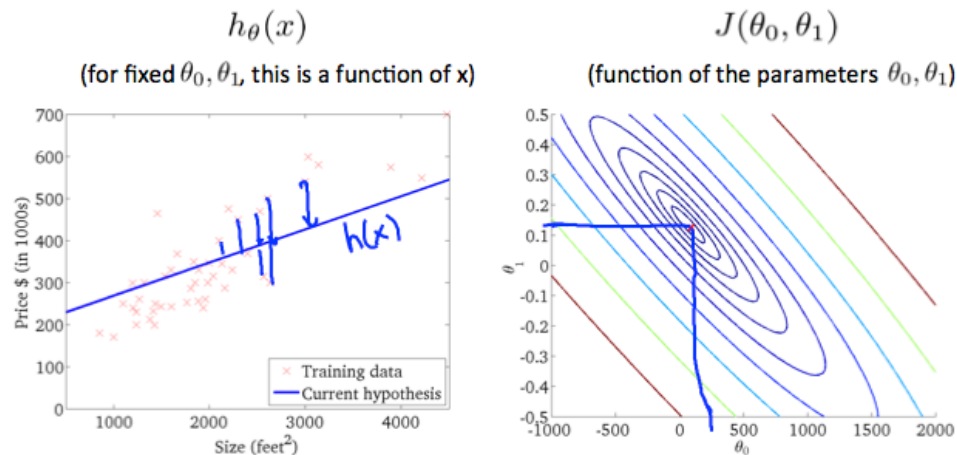 hθ(x)
(for fixed θ0, θ1, this is a function of x)
700
600
500
400
300
200
100
0
Price $ (in 1000s)
1000
2000
3000
4000
Size (feet²)
h(x)
Training data
Current hypothesis
J(θ0, θ1)
(function of the parameters θ0, θ1)
0.5
0.4
0.3
0.2
0.1
0
-0.1
-0.2
-0.3
-0.4
-0.5
θ1
-1000
-500
0
500
1000
1500
2000
θ0